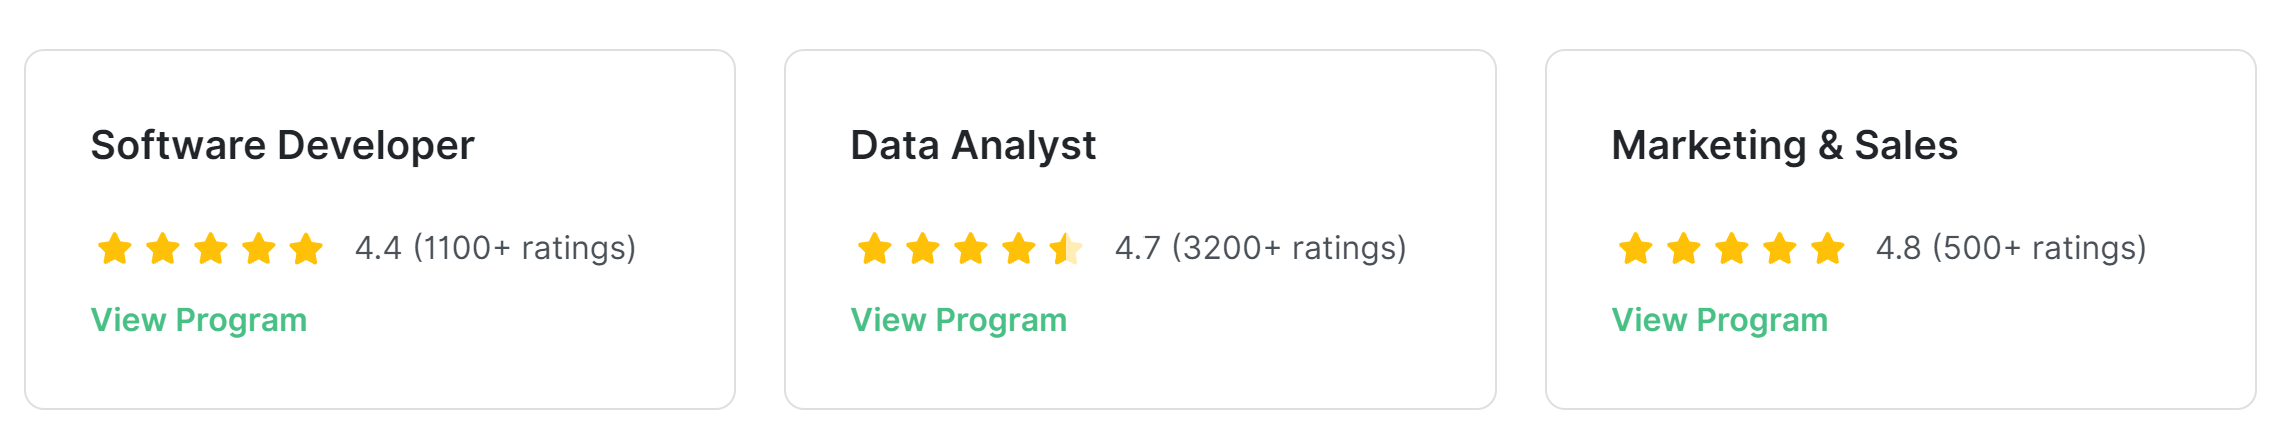 Software Developer
4.4 (1100+ ratings)
View Program
Data Analyst
4.7 (3200+ ratings)
View Program
Marketing & Sales
4.8 (500+ ratings)
View Program